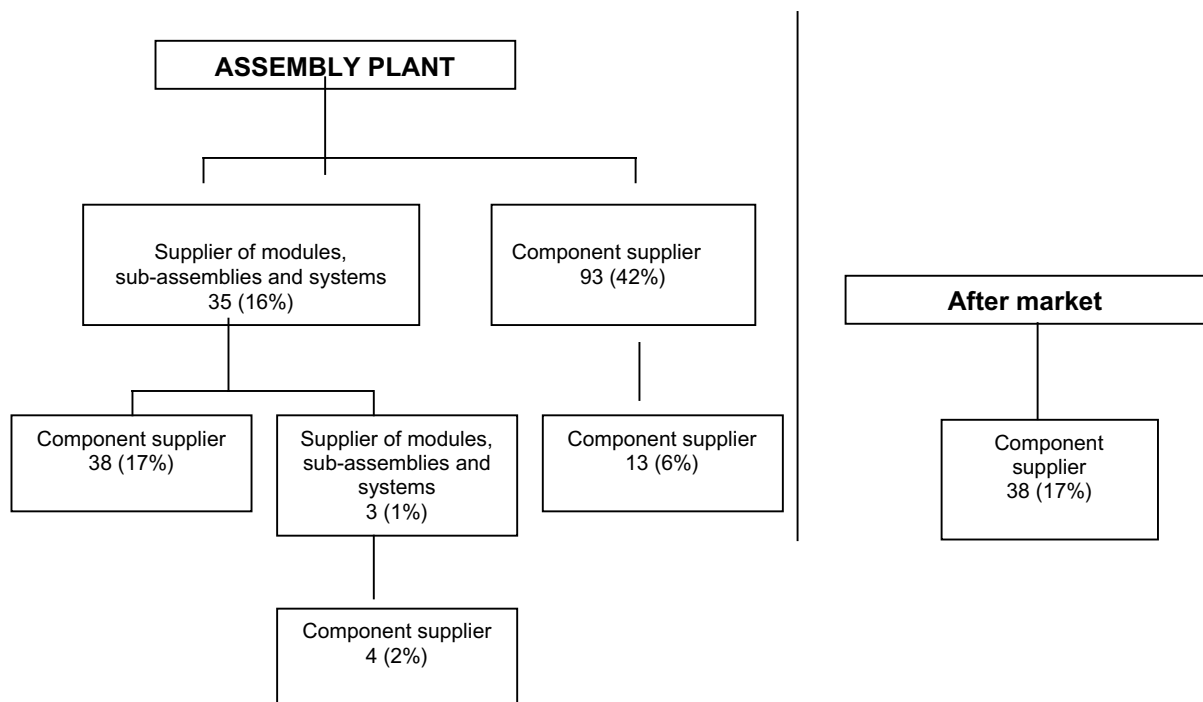 ASSEMBLY PLANT
Supplier of modules,
sub-assemblies and systems
35 (16%)
Component supplier
93 (42%)
After market
Component supplier
38 (17%)
Supplier of modules,
sub-assemblies and
systems
3 (1%)
Component supplier
13 (6%)
Component
supplier
38 (17%)
Component supplier
4 (2%)